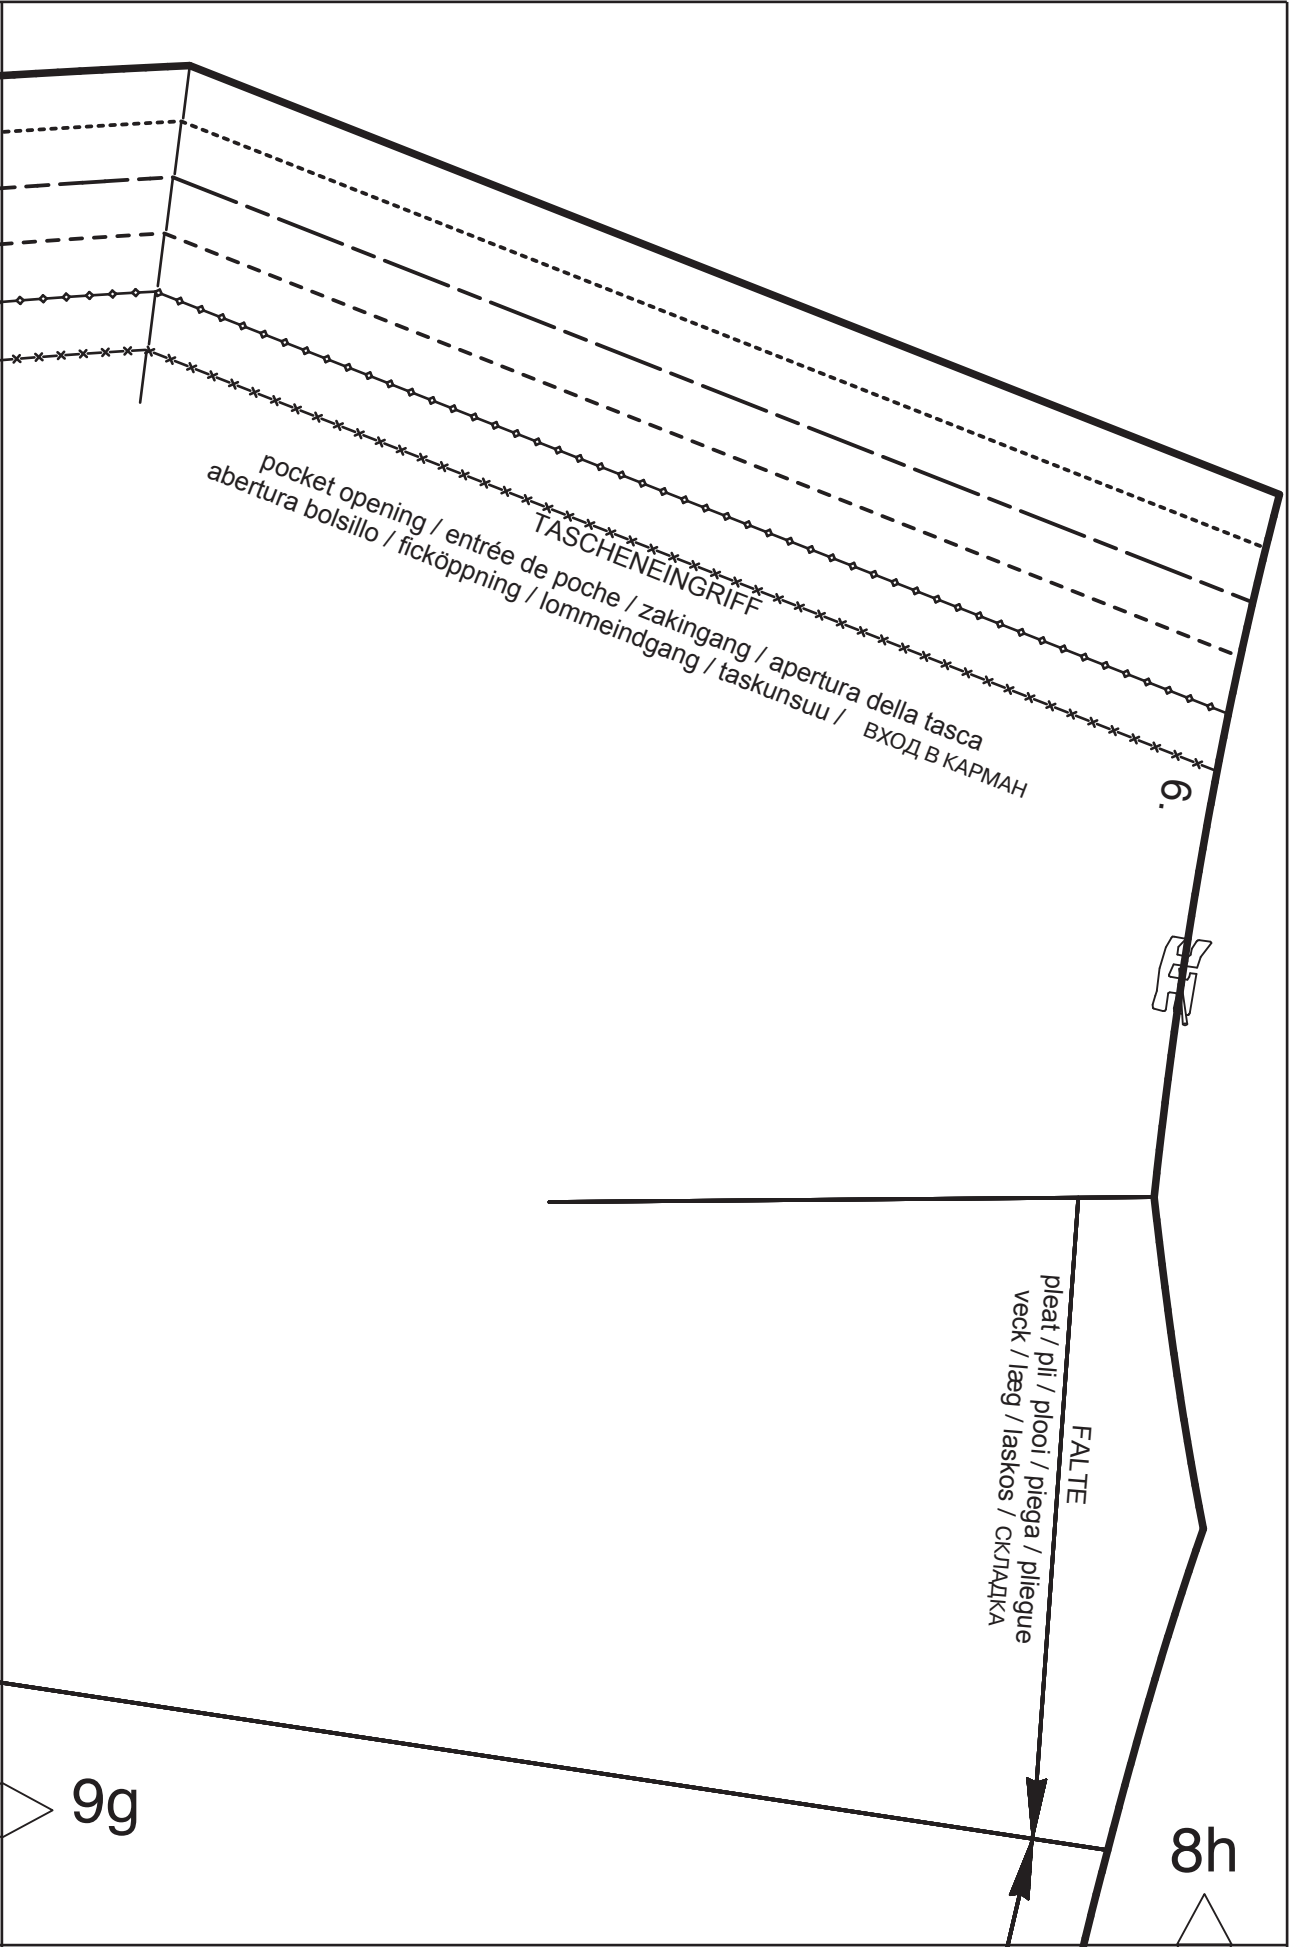 TASCHENEINGRIFF
pocket opening / entrée de poche / zakingang / apertura della tasca
abertura bolsillo / ficköppning / lommeindgang / taskunsuu / ВХОД В КАРМАН
6.
FALTE
pleat / pli / plooi / piega / pliegue
veck / læg / laskos / СКЛАДКА
9g
8h